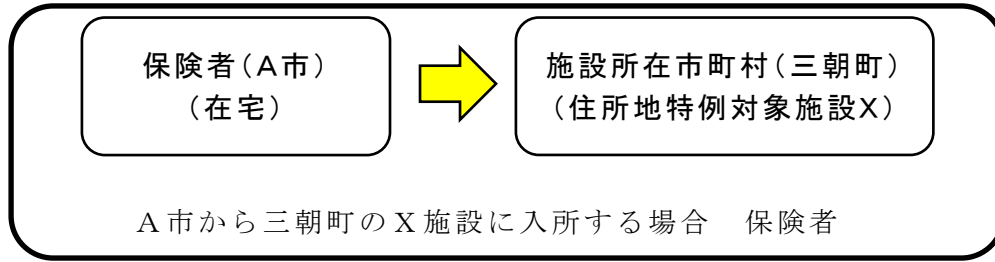 保険者(A市)
(在宅)
施設所在市町村(三朝町)
(住所地特例対象施設X)
A市から三朝町のX施設に入所する場合　保険者